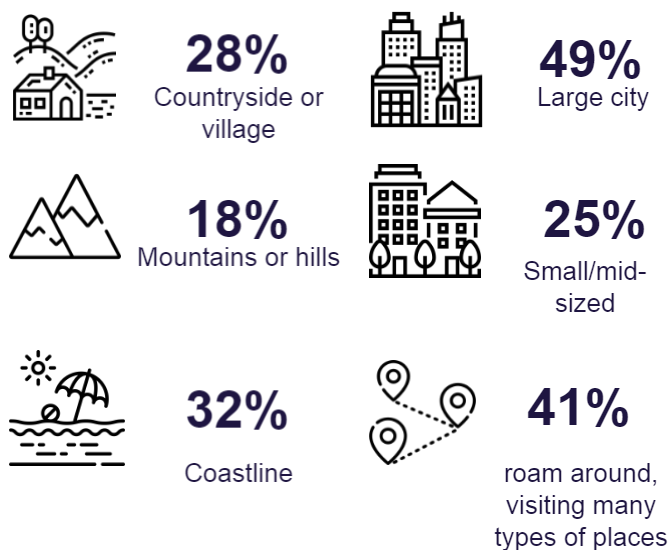 28%
Countryside or
village
49%
Large city
18%
Mountains or hills
25%
Small/mid-
sized
32%
Coastline
41%
roam around,
visiting many
types of places